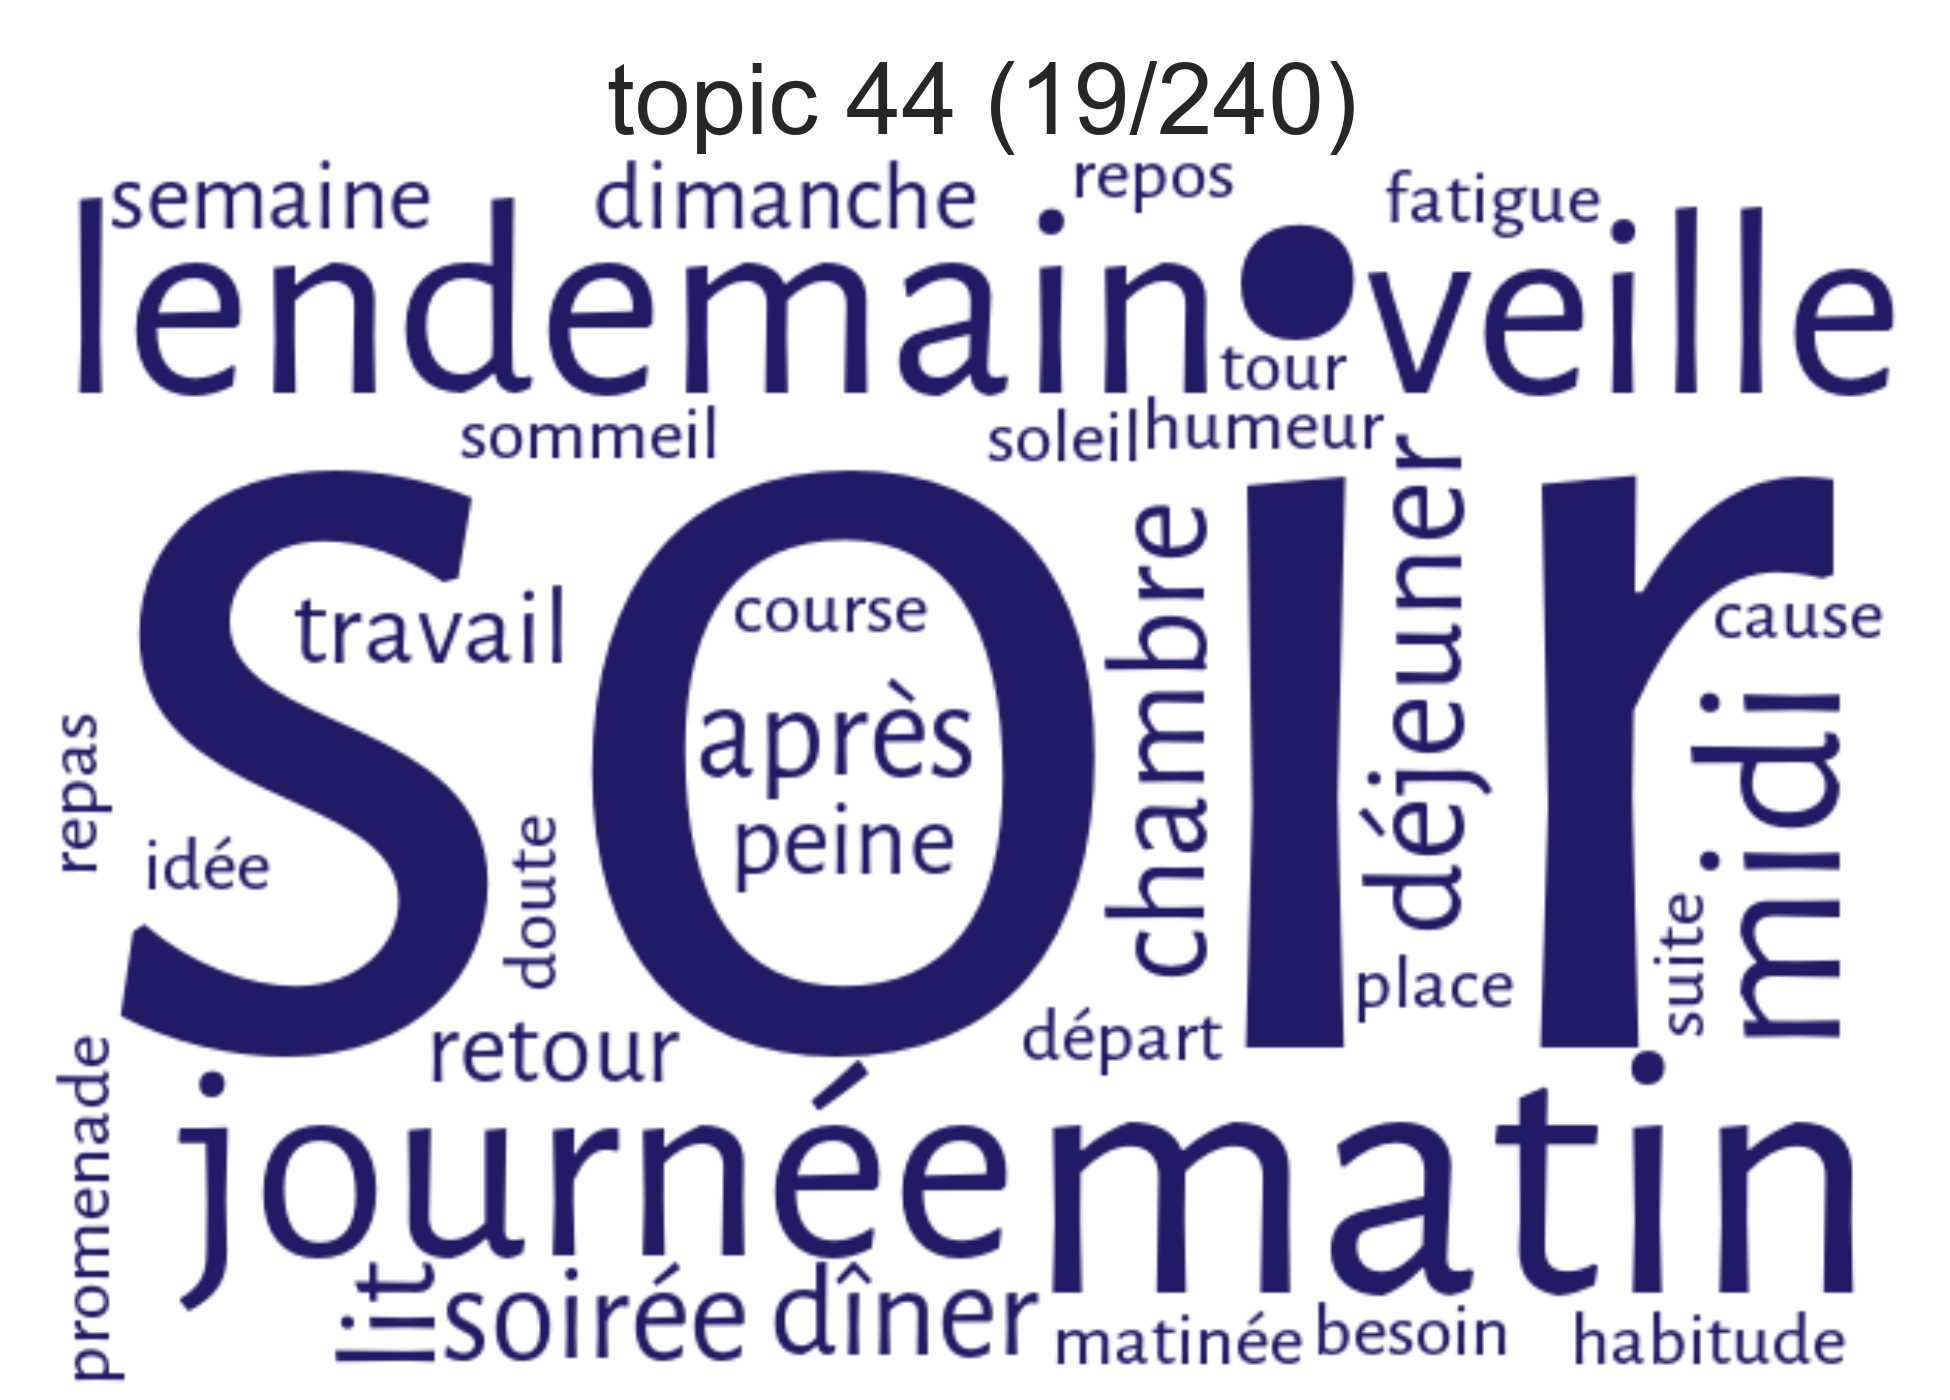 topic 44 (19/240)
semaine dimanche repos fatigue
lendemain veille
tour
sommeil soleil humeur
soir
travail course cause
après
peine
chambre
déjeuner
midi
repas
idée
doute
place
suite
retour départ
promenade
journée matin
lit soirée dîner matinée besoin habitude